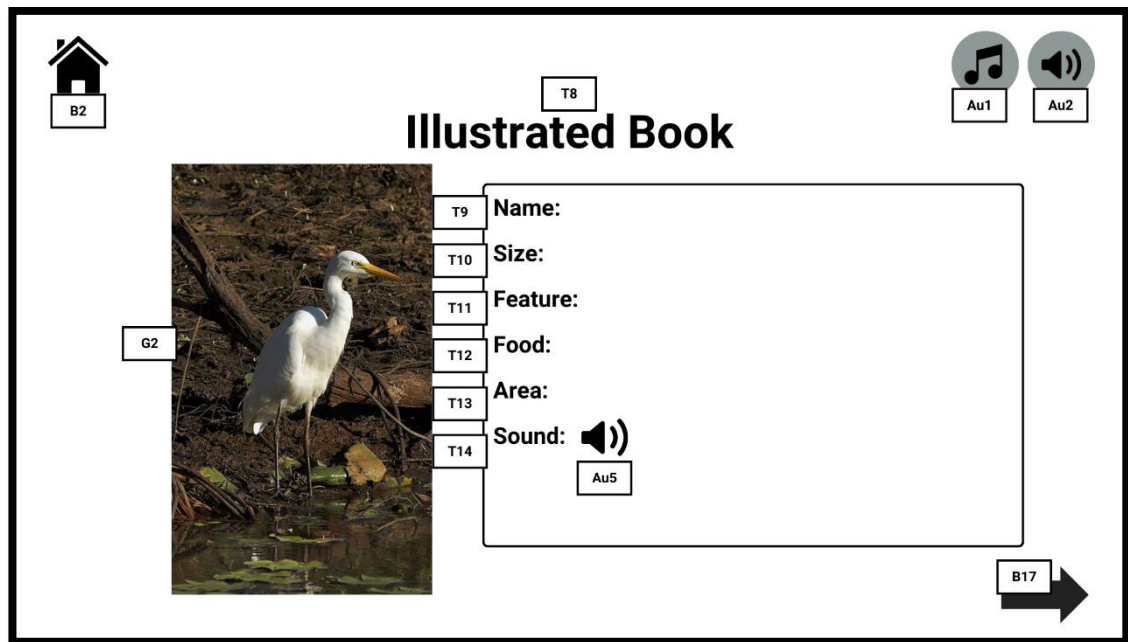 T8
B2
Au1
Au2
Illustrated Book
T9 Name:
T10 Size:
T11 Feature:
G2
T12 Food:
T13 Area:
T14 Sound:
Au5
B17